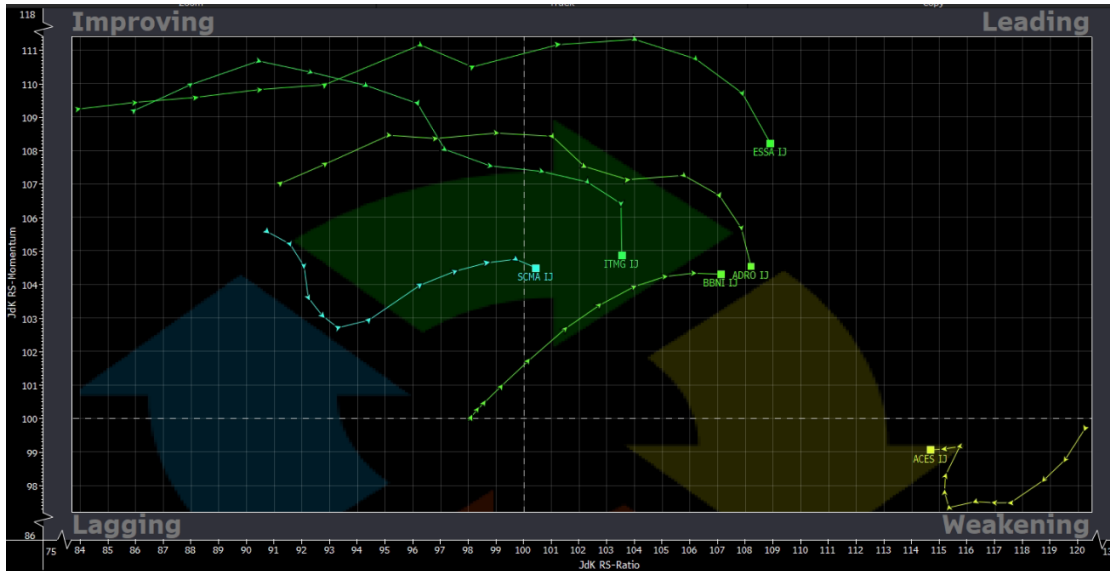 Zoom Track Copy
118
Improving Leading
111
110
109
108
ESSA IJ
107
106
105
ITMG IJ
SCMA IJ
BBNI IJ
ADRO IJ
104
JdK RS-Momentum
103
102
101
100
99
ACES IJ
98
Lagging Weakening
86
75 84 85 86 87 88 89 90 91 92 93 94 95 96 97 98 99 100 101 102 103 104 105 106 107 108 109 110 111 112 113 114 115 116 117 118 119 120
JdK RS-Ratio